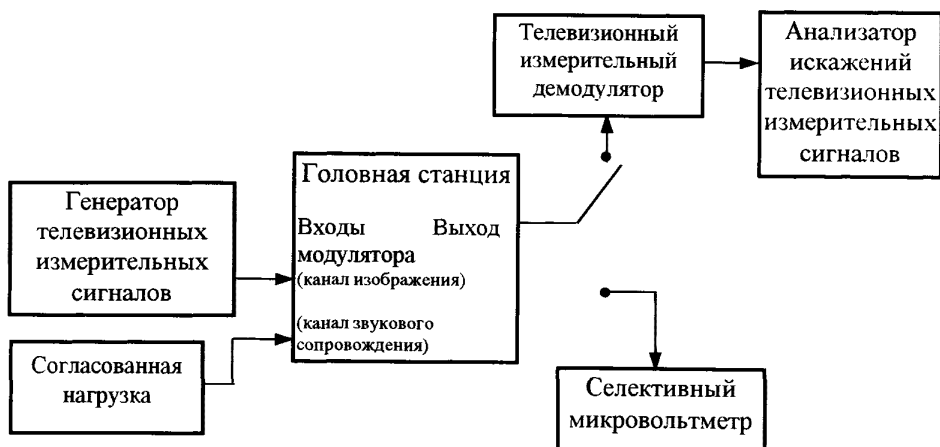 Телевизионный
измерительный
демодулятор
Анализатор
искажений
телевизионных
измерительных
сигналов
Генератор
телевизионных
измерительных
сигналов
Головная станция
Входы Выход
модулятора
(канал изображения)
(канал звукового
сопровождения)
Согласованная
нагрузка
Селективный
микровольтметр